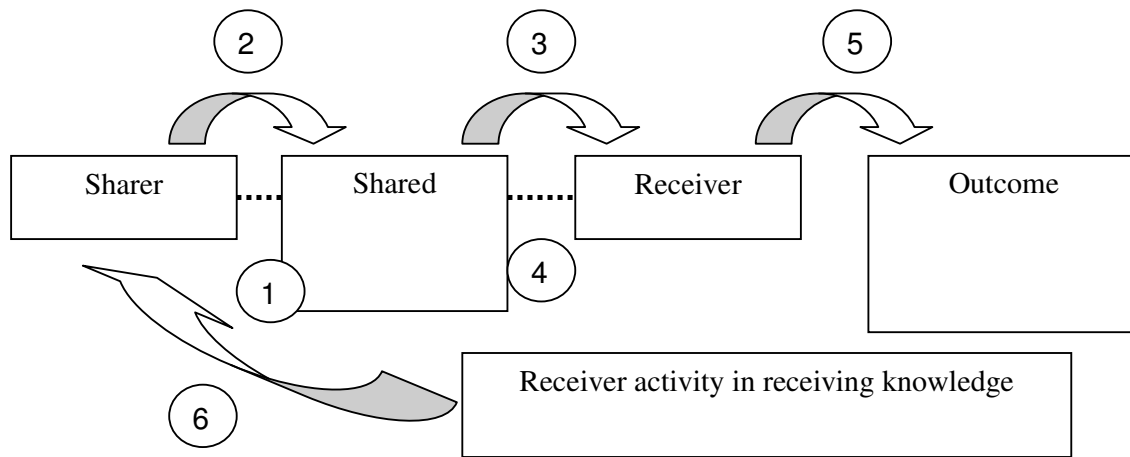 2
3
5
Sharer
Shared
Receiver
Outcome
1
4
Receiver activity in receiving knowledge
6